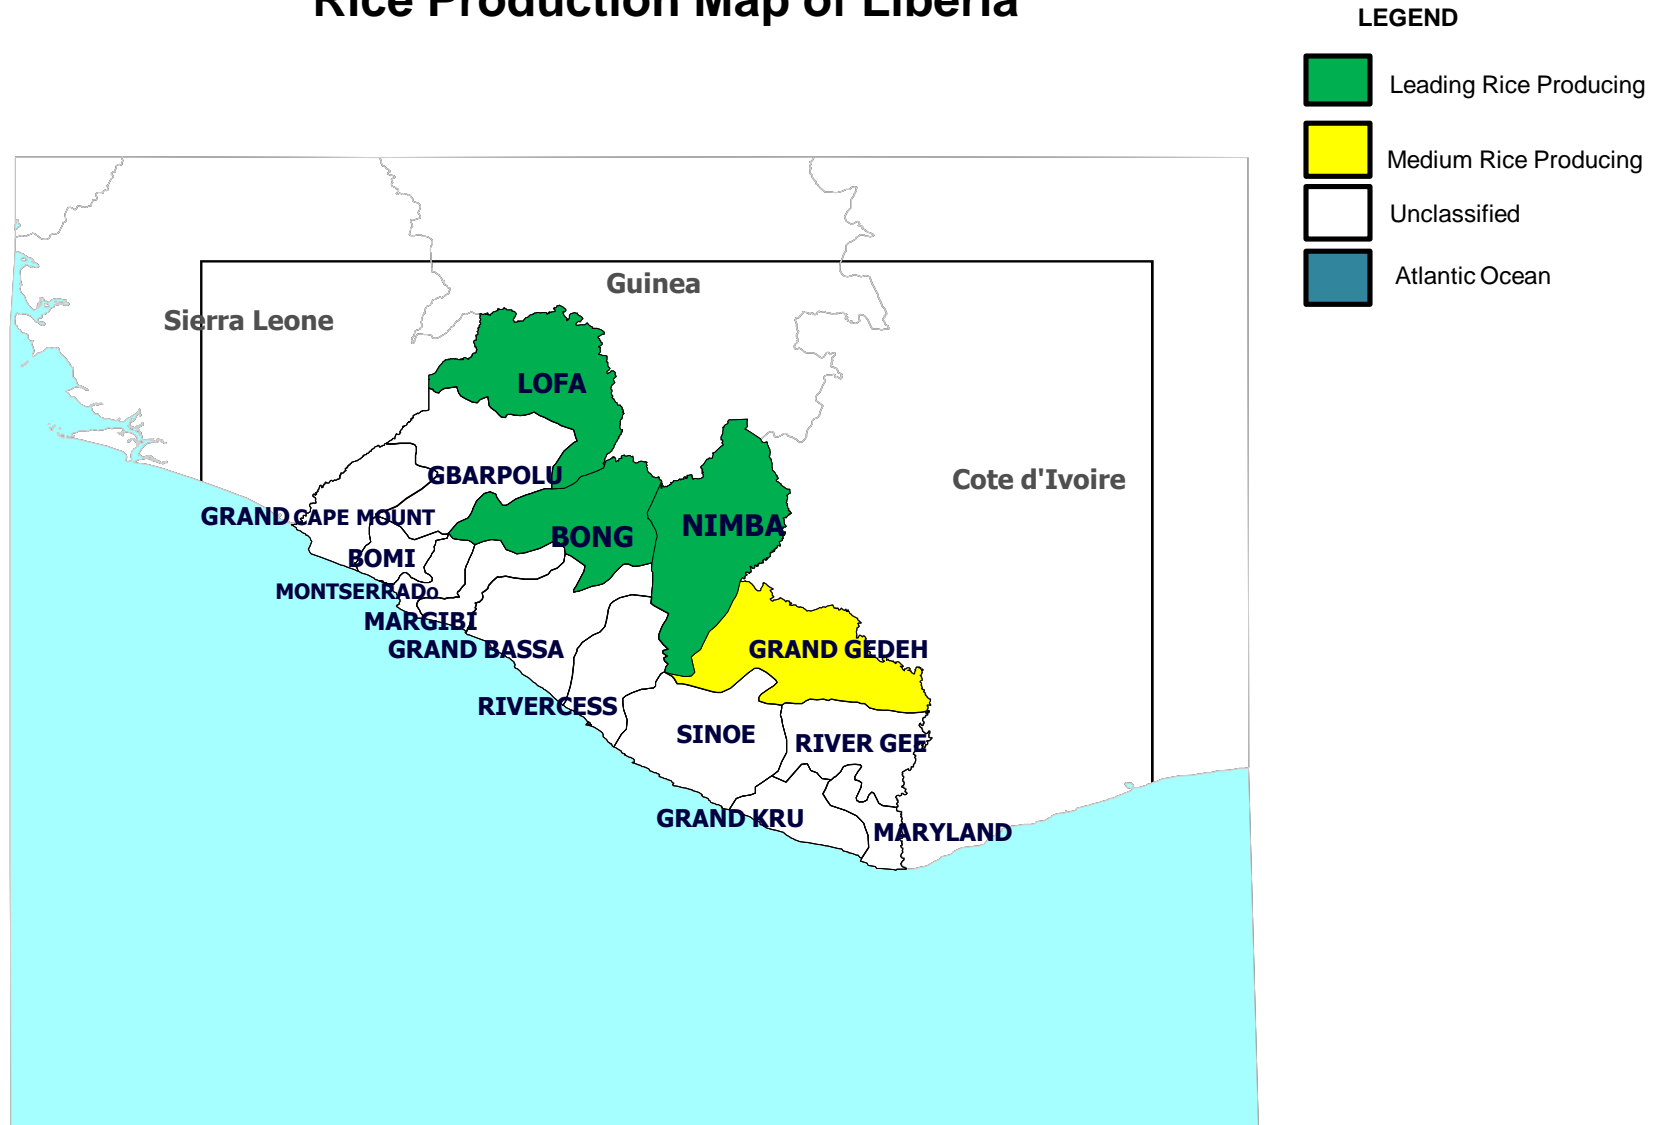 Rice Production Map of Liberia
LEGEND
Leading Rice Producing
Medium Rice Producing
Unclassified
Atlantic Ocean
Guinea
Sierra Leone
LOFA
GBARPOLU
Cote d'Ivoire
GRAND CAPE MOUNT
NIMBA
BONG
BOMI
MONTSERRADo
MARGIBI
GRAND BASSA
GRAND GEDEH
RIVERCESS
SINOE
RIVER GEE
GRAND KRU
MARYLAND